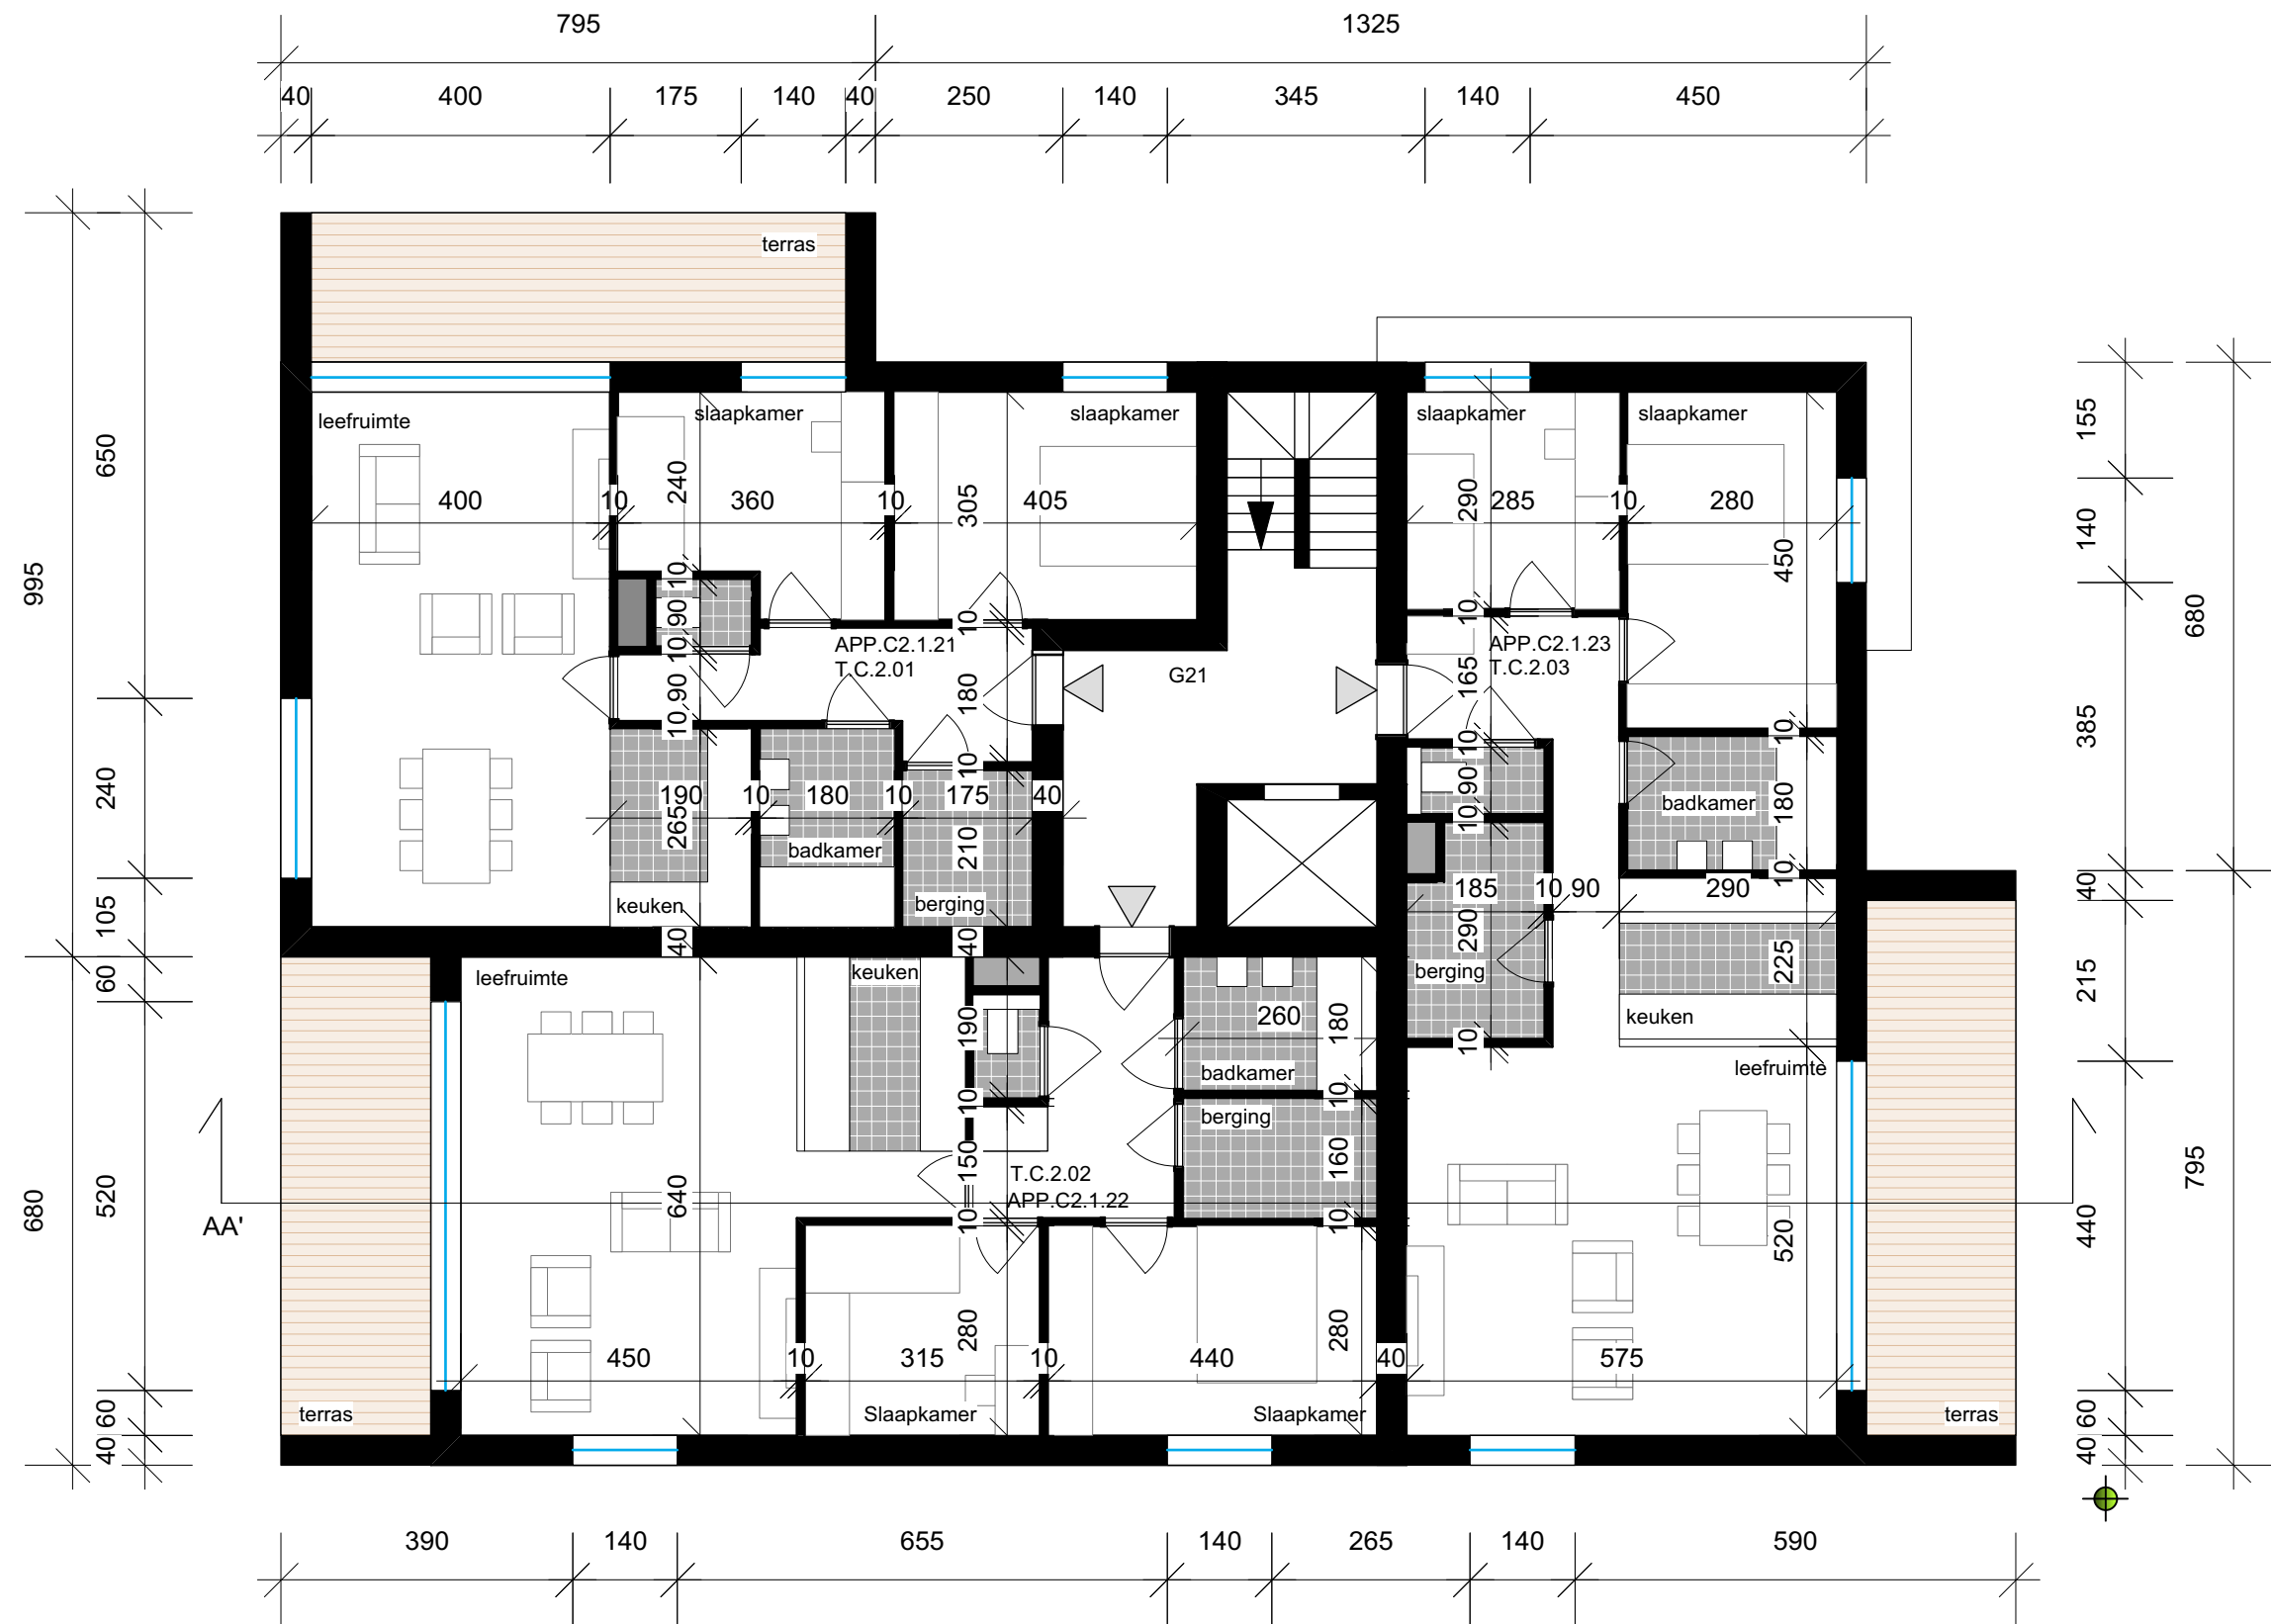 795 1325
40 400 175 140 40 250 140 345 140 450
terras
leefruimte slaapkamer slaapkamer slaapkamer slaapkamer
650 155
995 400 10 240 360 10 305 405 290 285 10 280 140
450
10 90 10 10 10 680
APP.C2.1.21 APP.C2.1.23
T.C.2.01 T.C.2.03
G21
90 10 180 165 385
240 10 10 10
190 10 180 10 175 40 90 10 badkamer 180
265 badkamer 210
keuken berging 185 10 90 290 10 40
105 40 40 290
60 leefruimte keuken berging 225 215
190 260 180 keuken
badkamer 10 leefruimte
10 berging 10
150 160
T.C.2.02
APP.C2.1.22
680 520 AA' 640 10 10 520 440 795
280 280
450 10 315 10 440 40 575
60 terras Slaapkamer Slaapkamer terras 60
40 40
390 140 655 140 265 140 590